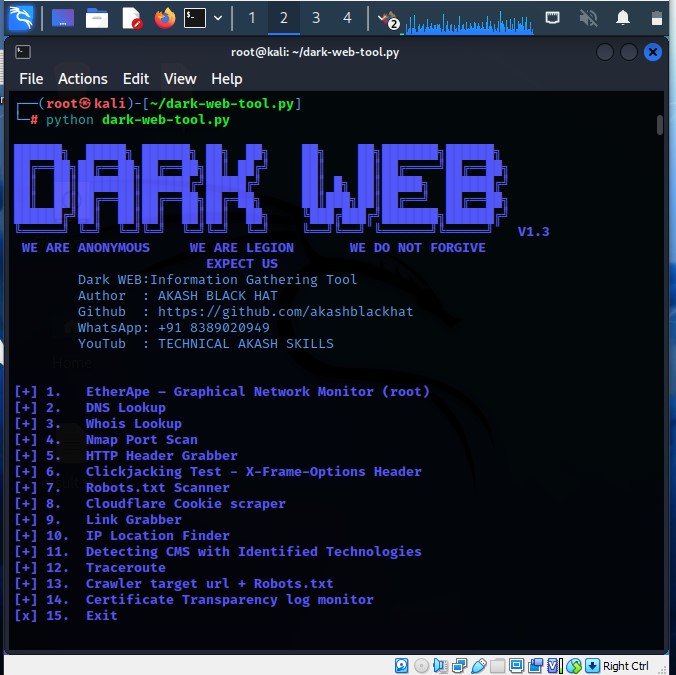 1 2 3 4 2
root@kali: ~/dark-web-tool.py
File Actions Edit View Help
┌──(root㉿kali)-[~/dark-web-tool.py]
└─# python dark-web-tool.py
DARK WEB
V1.3
WE ARE ANONYMOUS WE ARE LEGION WE DO NOT FORGIVE
EXPECT US
Dark WEB:Information Gathering Tool
Author : AKASH BLACK HAT
Github : https://github.com/akashblackhat
WhatsApp: +91 8389020949
YouTub : TECHNICAL AKASH SKILLS
Home
[+] 1. EtherApe – Graphical Network Monitor (root)
[+] 2. DNS Lookup
[+] 3. Whois Lookup
[+] 4. Nmap Port Scan
[+] 5. HTTP Header Grabber
[+] 6. Clickjacking Test - X-Frame-Options Header
[+] 7. Robots.txt Scanner
[+] 8. Cloudflare Cookie scraper
[+] 9. Link Grabber
[+] 10. IP Location Finder
[+] 11. Detecting CMS with Identified Technologies
[+] 12. Traceroute
[+] 13. Crawler target url + Robots.txt
[+] 14. Certificate Transparency log monitor
[x] 15. Exit
Right Ctrl